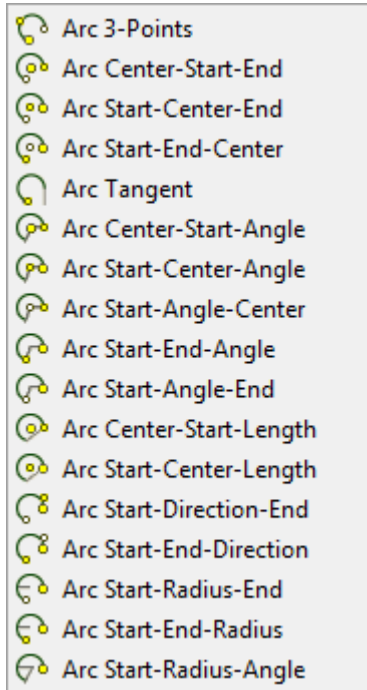 Arc 3-Points
Arc Center-Start-End
Arc Start-Center-End
Arc Start-End-Center
Arc Tangent
Arc Center-Start-Angle
Arc Start-Center-Angle
Arc Start-Angle-Center
Arc Start-End-Angle
Arc Start-Angle-End
Arc Center-Start-Length
Arc Start-Center-Length
Arc Start-Direction-End
Arc Start-End-Direction
Arc Start-Radius-End
Arc Start-End-Radius
Arc Start-Radius-Angle